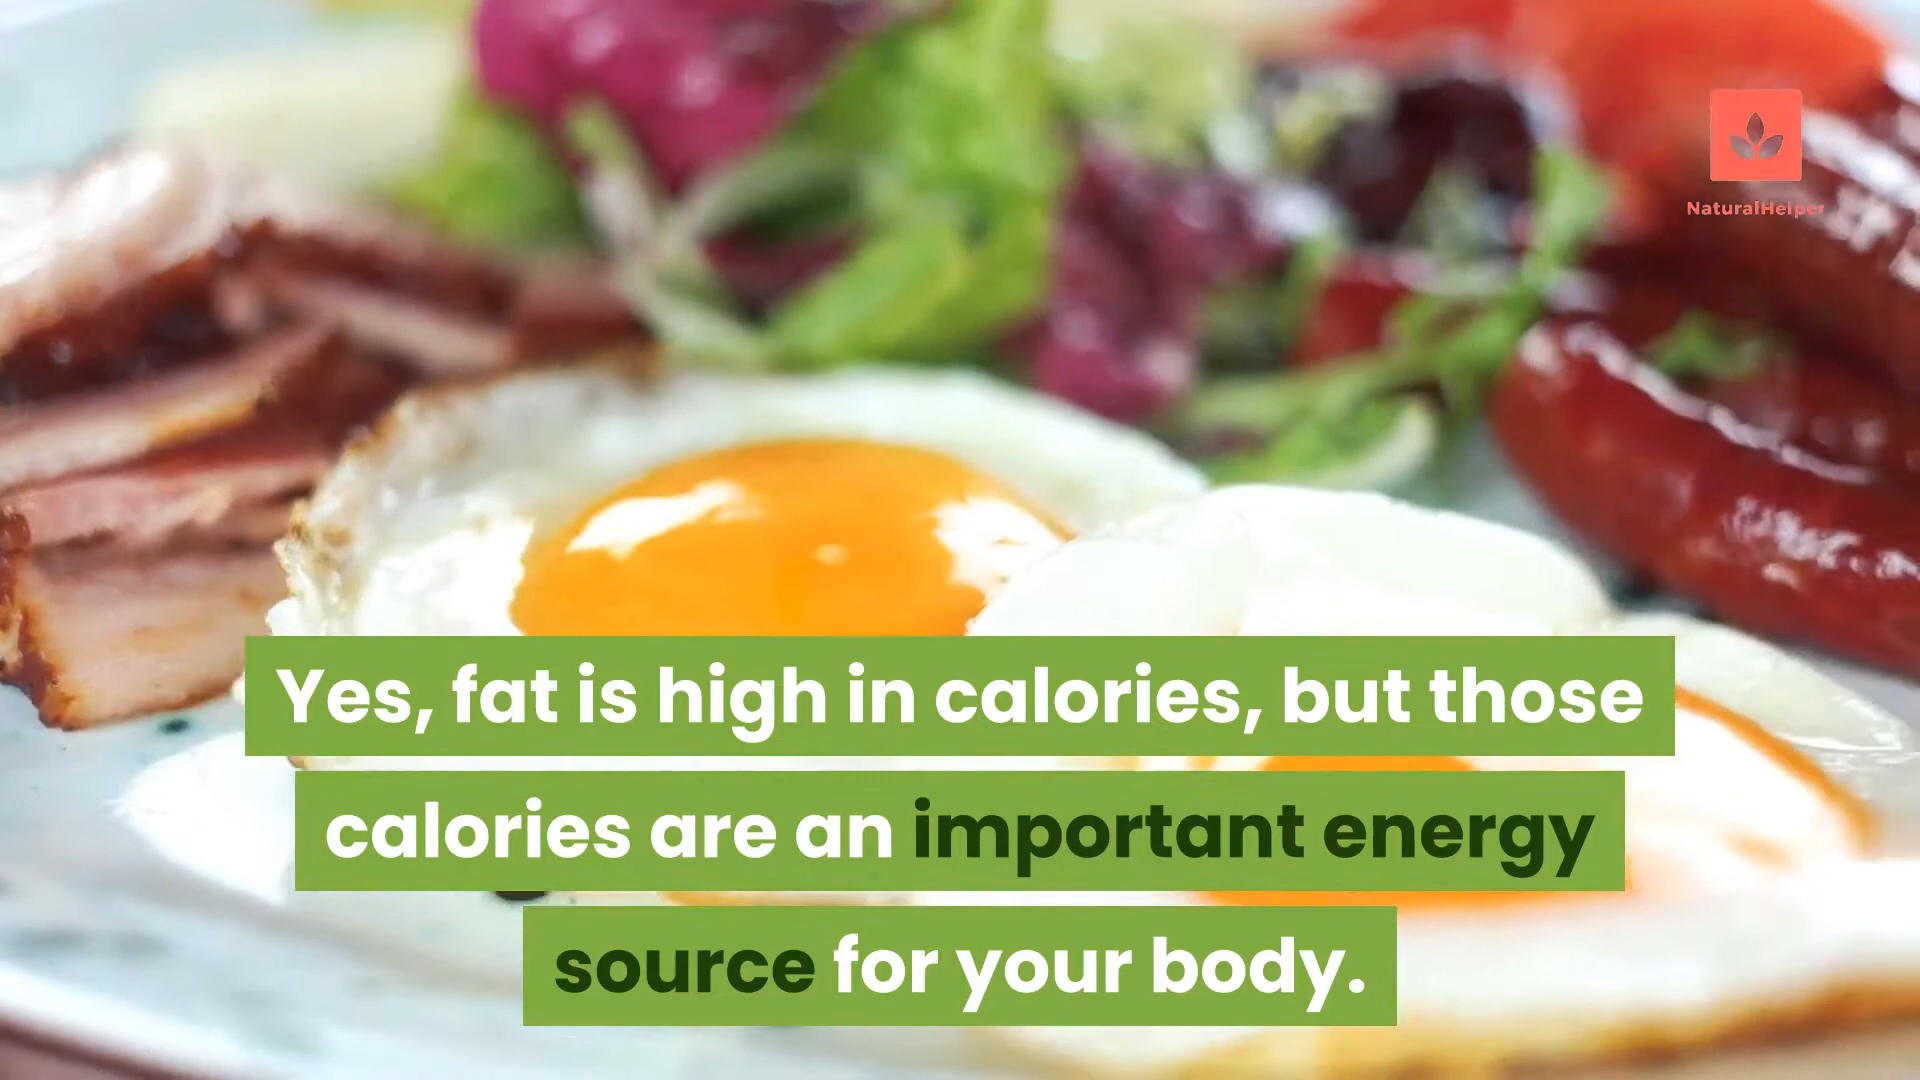 NaturalHelper
Yes, fat is high in calories, but those
calories are an important energy
source for your body.